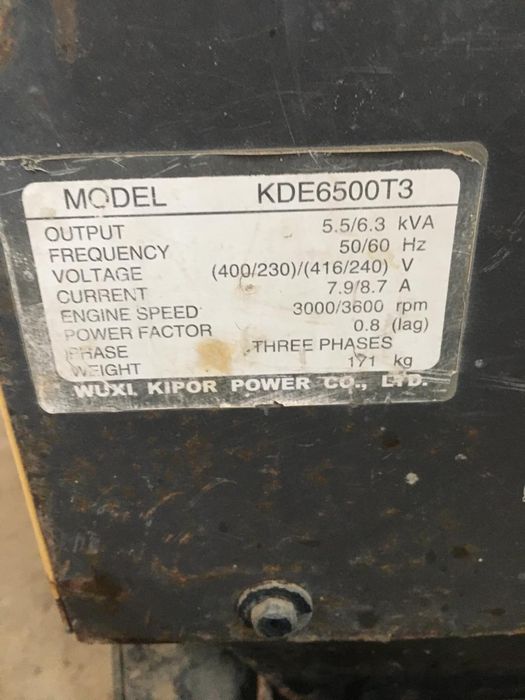 MODEL KDE6500T3
OUTPUT 5.5/6.3 kVA
FREQUENCY 50/60 Hz
VOLTAGE (400/230)/(416/240) V
CURRENT 7.9/8.7 A
ENGINE SPEED 3000/3600 rpm
POWER FACTOR 0.8 (lag)
PHASE THREE PHASES
WEIGHT 171 kg
WUXI KIPOR POWER CO., LTD.